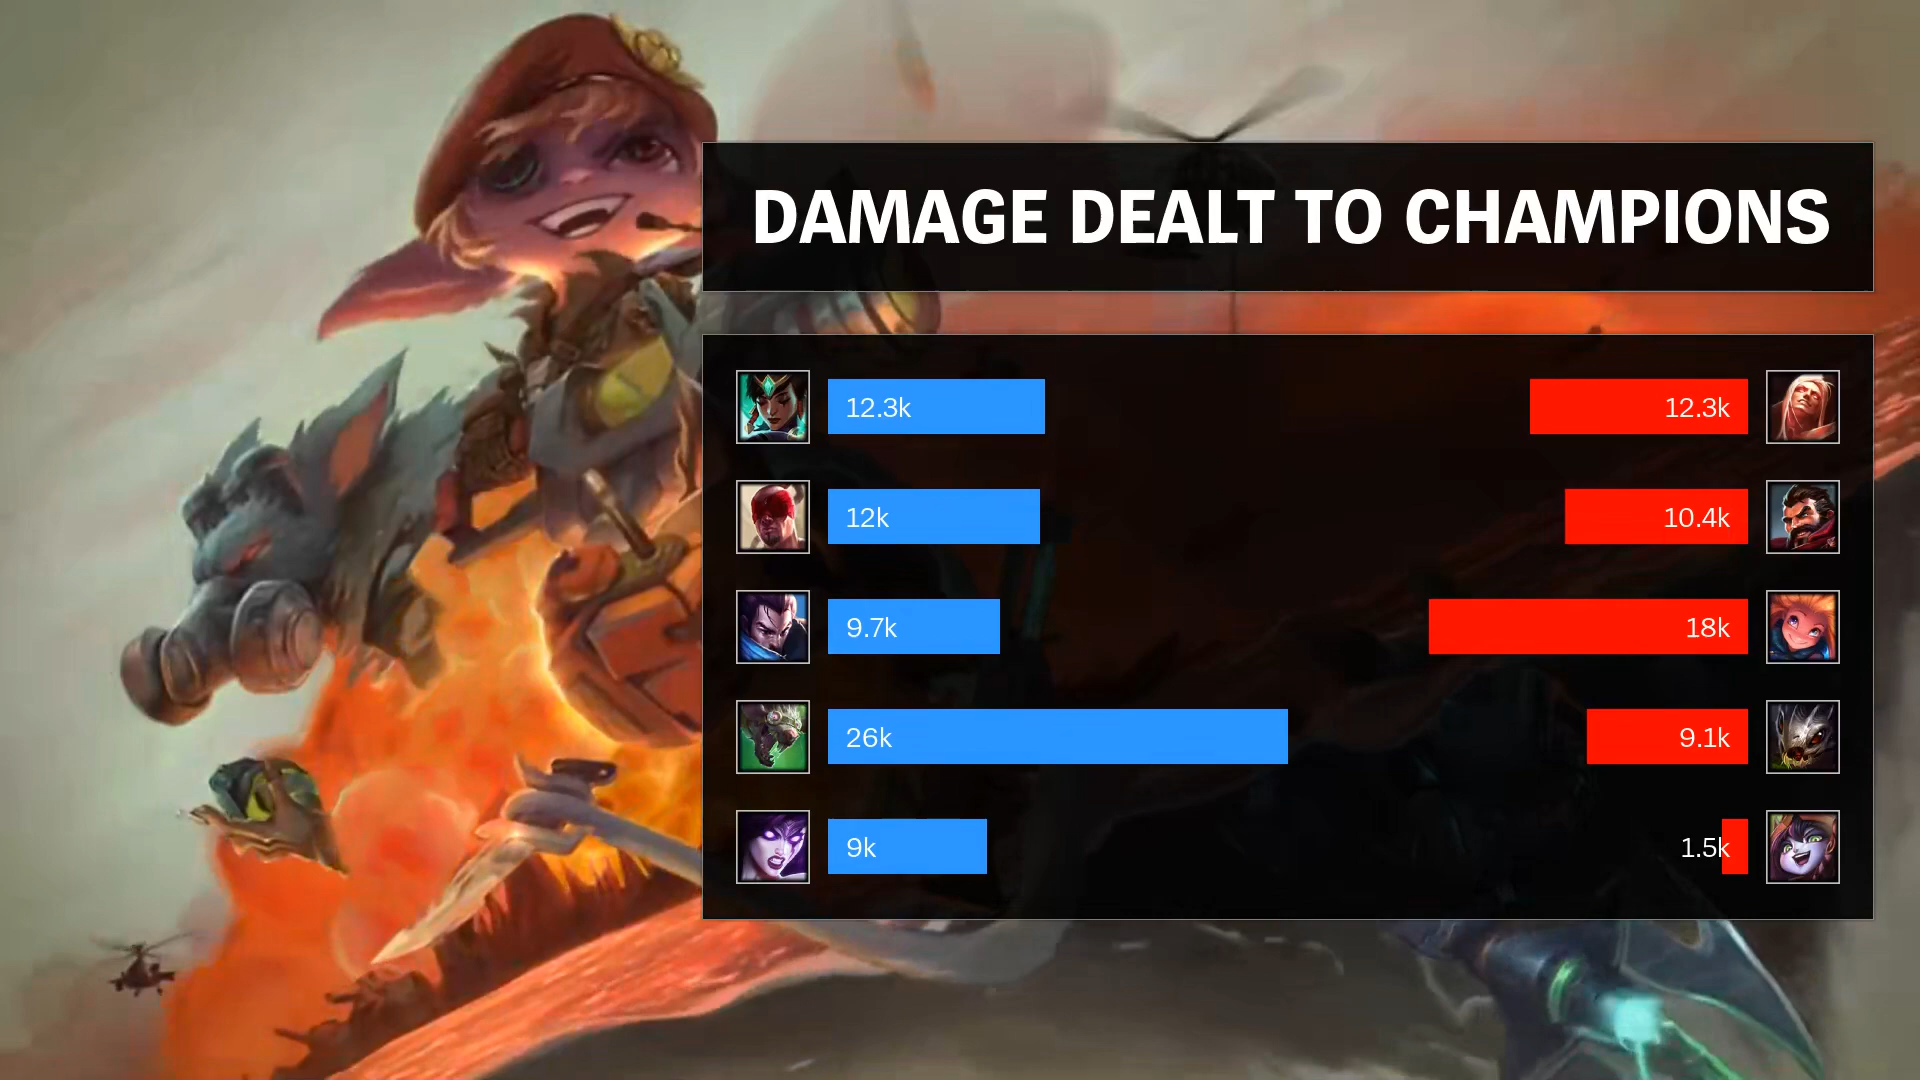 DAMAGE DEALT TO CHAMPIONS
12.3k 12.3k
12k 10.4k
9.7k 18k
26k 9.1k
9k 1.5k